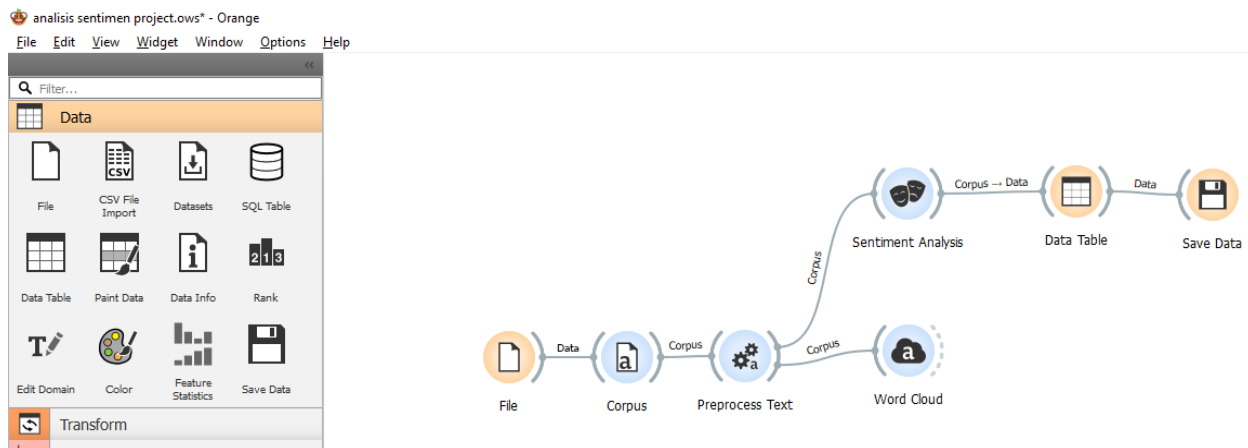 analisis sentimen project.ows* - Orange
File Edit View Widget Window Options Help
Filter...
Data
File
CSV File
Import
Datasets
SQL Table
Data Table
Paint Data
Data Info
Rank
Edit Domain
Color
Feature
Statistics
Save Data
Transform
File
Data
Corpus
Corpus
Preprocess Text
Corpus
Sentiment Analysis
Corpus → Data
Data Table
Data
Save Data
Corpus
Word Cloud